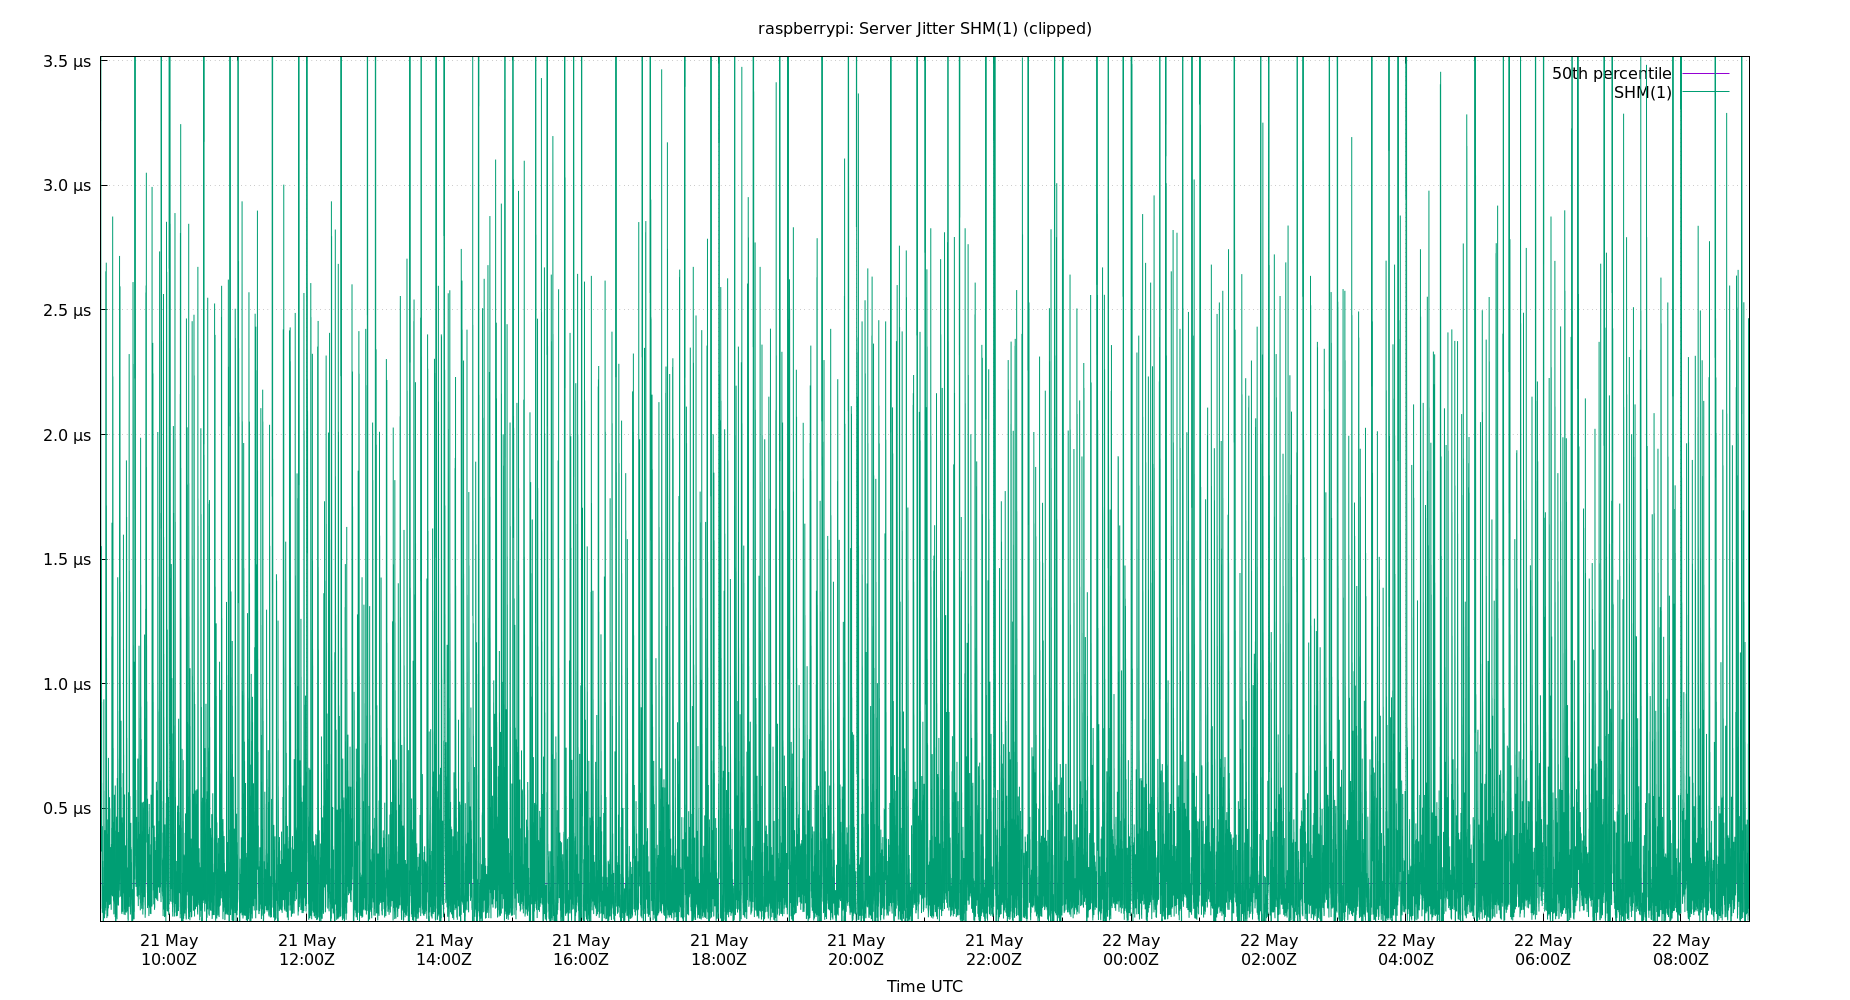 raspberrypi: Server Jitter SHM(1) (clipped)
3.5 µs
3.0 µs
2.5 µs
2.0 µs
1.5 µs
1.0 µs
0.5 µs
50th percentile
SHM(1)
21 May 21 May 21 May 21 May 21 May 21 May 21 May 22 May 22 May 22 May 22 May 22 May
10:00Z 12:00Z 14:00Z 16:00Z 18:00Z 20:00Z 22:00Z 00:00Z 02:00Z 04:00Z 06:00Z 08:00Z
Time UTC